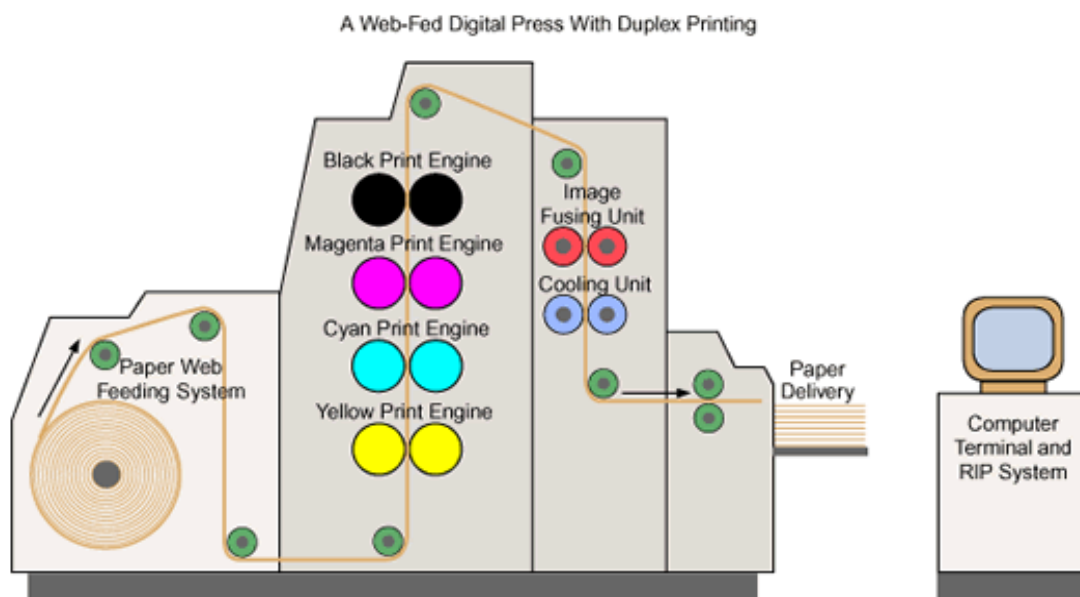 A Web-Fed Digital Press With Duplex Printing
Black Print Engine
Magenta Print Engine
Cyan Print Engine
Yellow Print Engine
Image
Fusing Unit
Cooling Unit
Paper Web
Feeding System
Paper
Delivery
Computer
Terminal and
RIP System